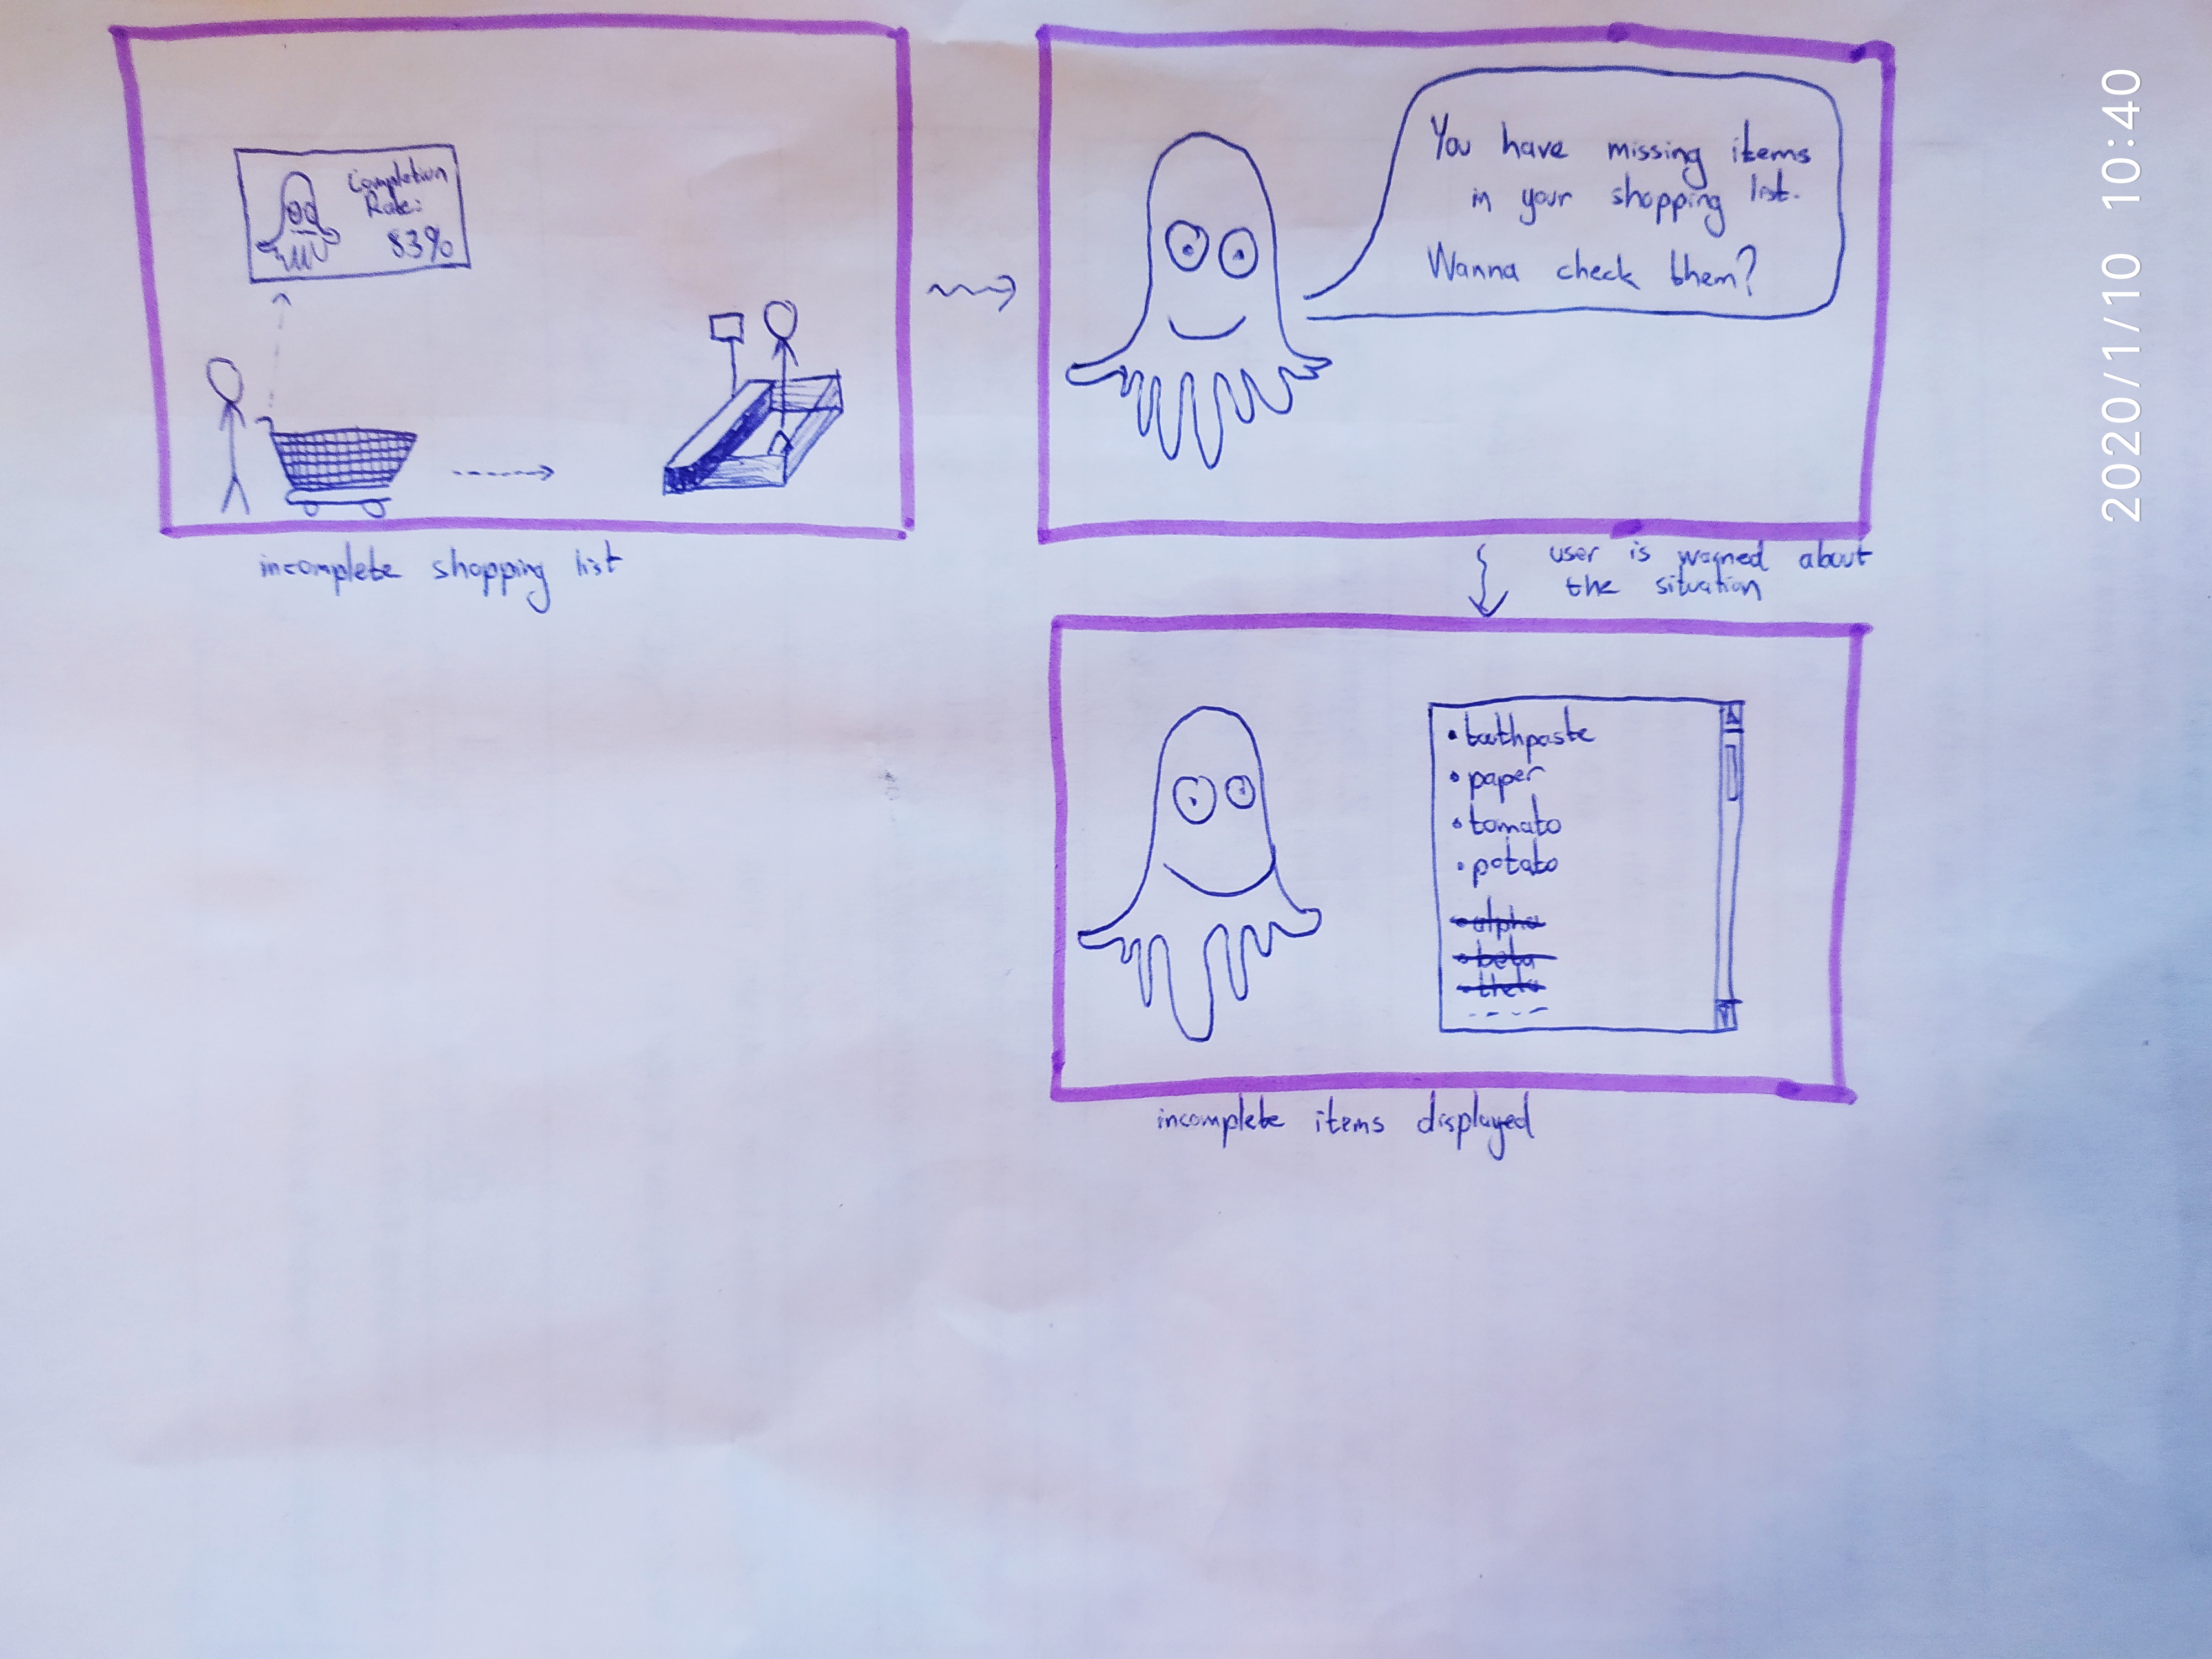 Completion
Rate:
83%
incomplete shopping list
You have missing items
in your shopping list.
Wanna check them?
user is warned about
the situation
• toothpaste
• paper
• tomato
• potato
• alpha
• beta
• theta
incomplete items displayed
2020/1/10 10:40